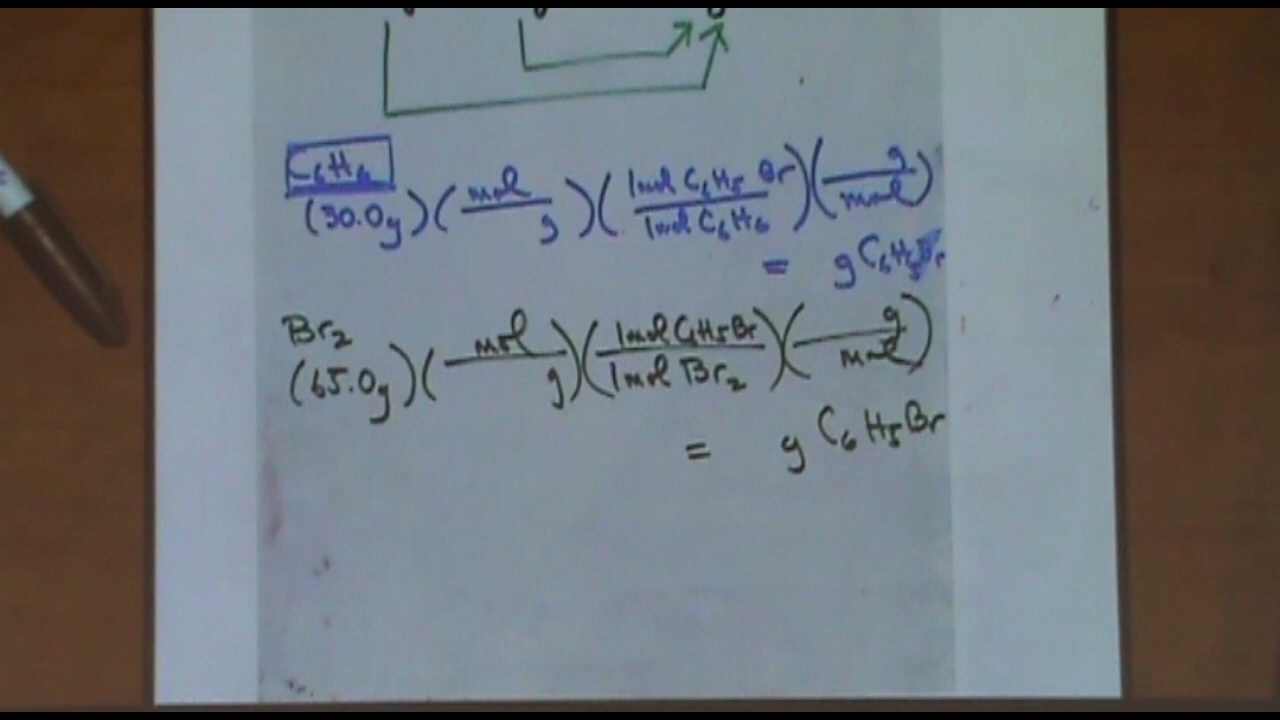 C₆H₆
(30.0g)(mol/g)(1mol C₆H₅Br/1mol C₆H₆)(g/mol)
= g C₆H₅Br
Br₂
(65.0g)(mol/g)(1mol C₆H₅Br/1mol Br₂)(g/mol)
= g C₆H₅Br